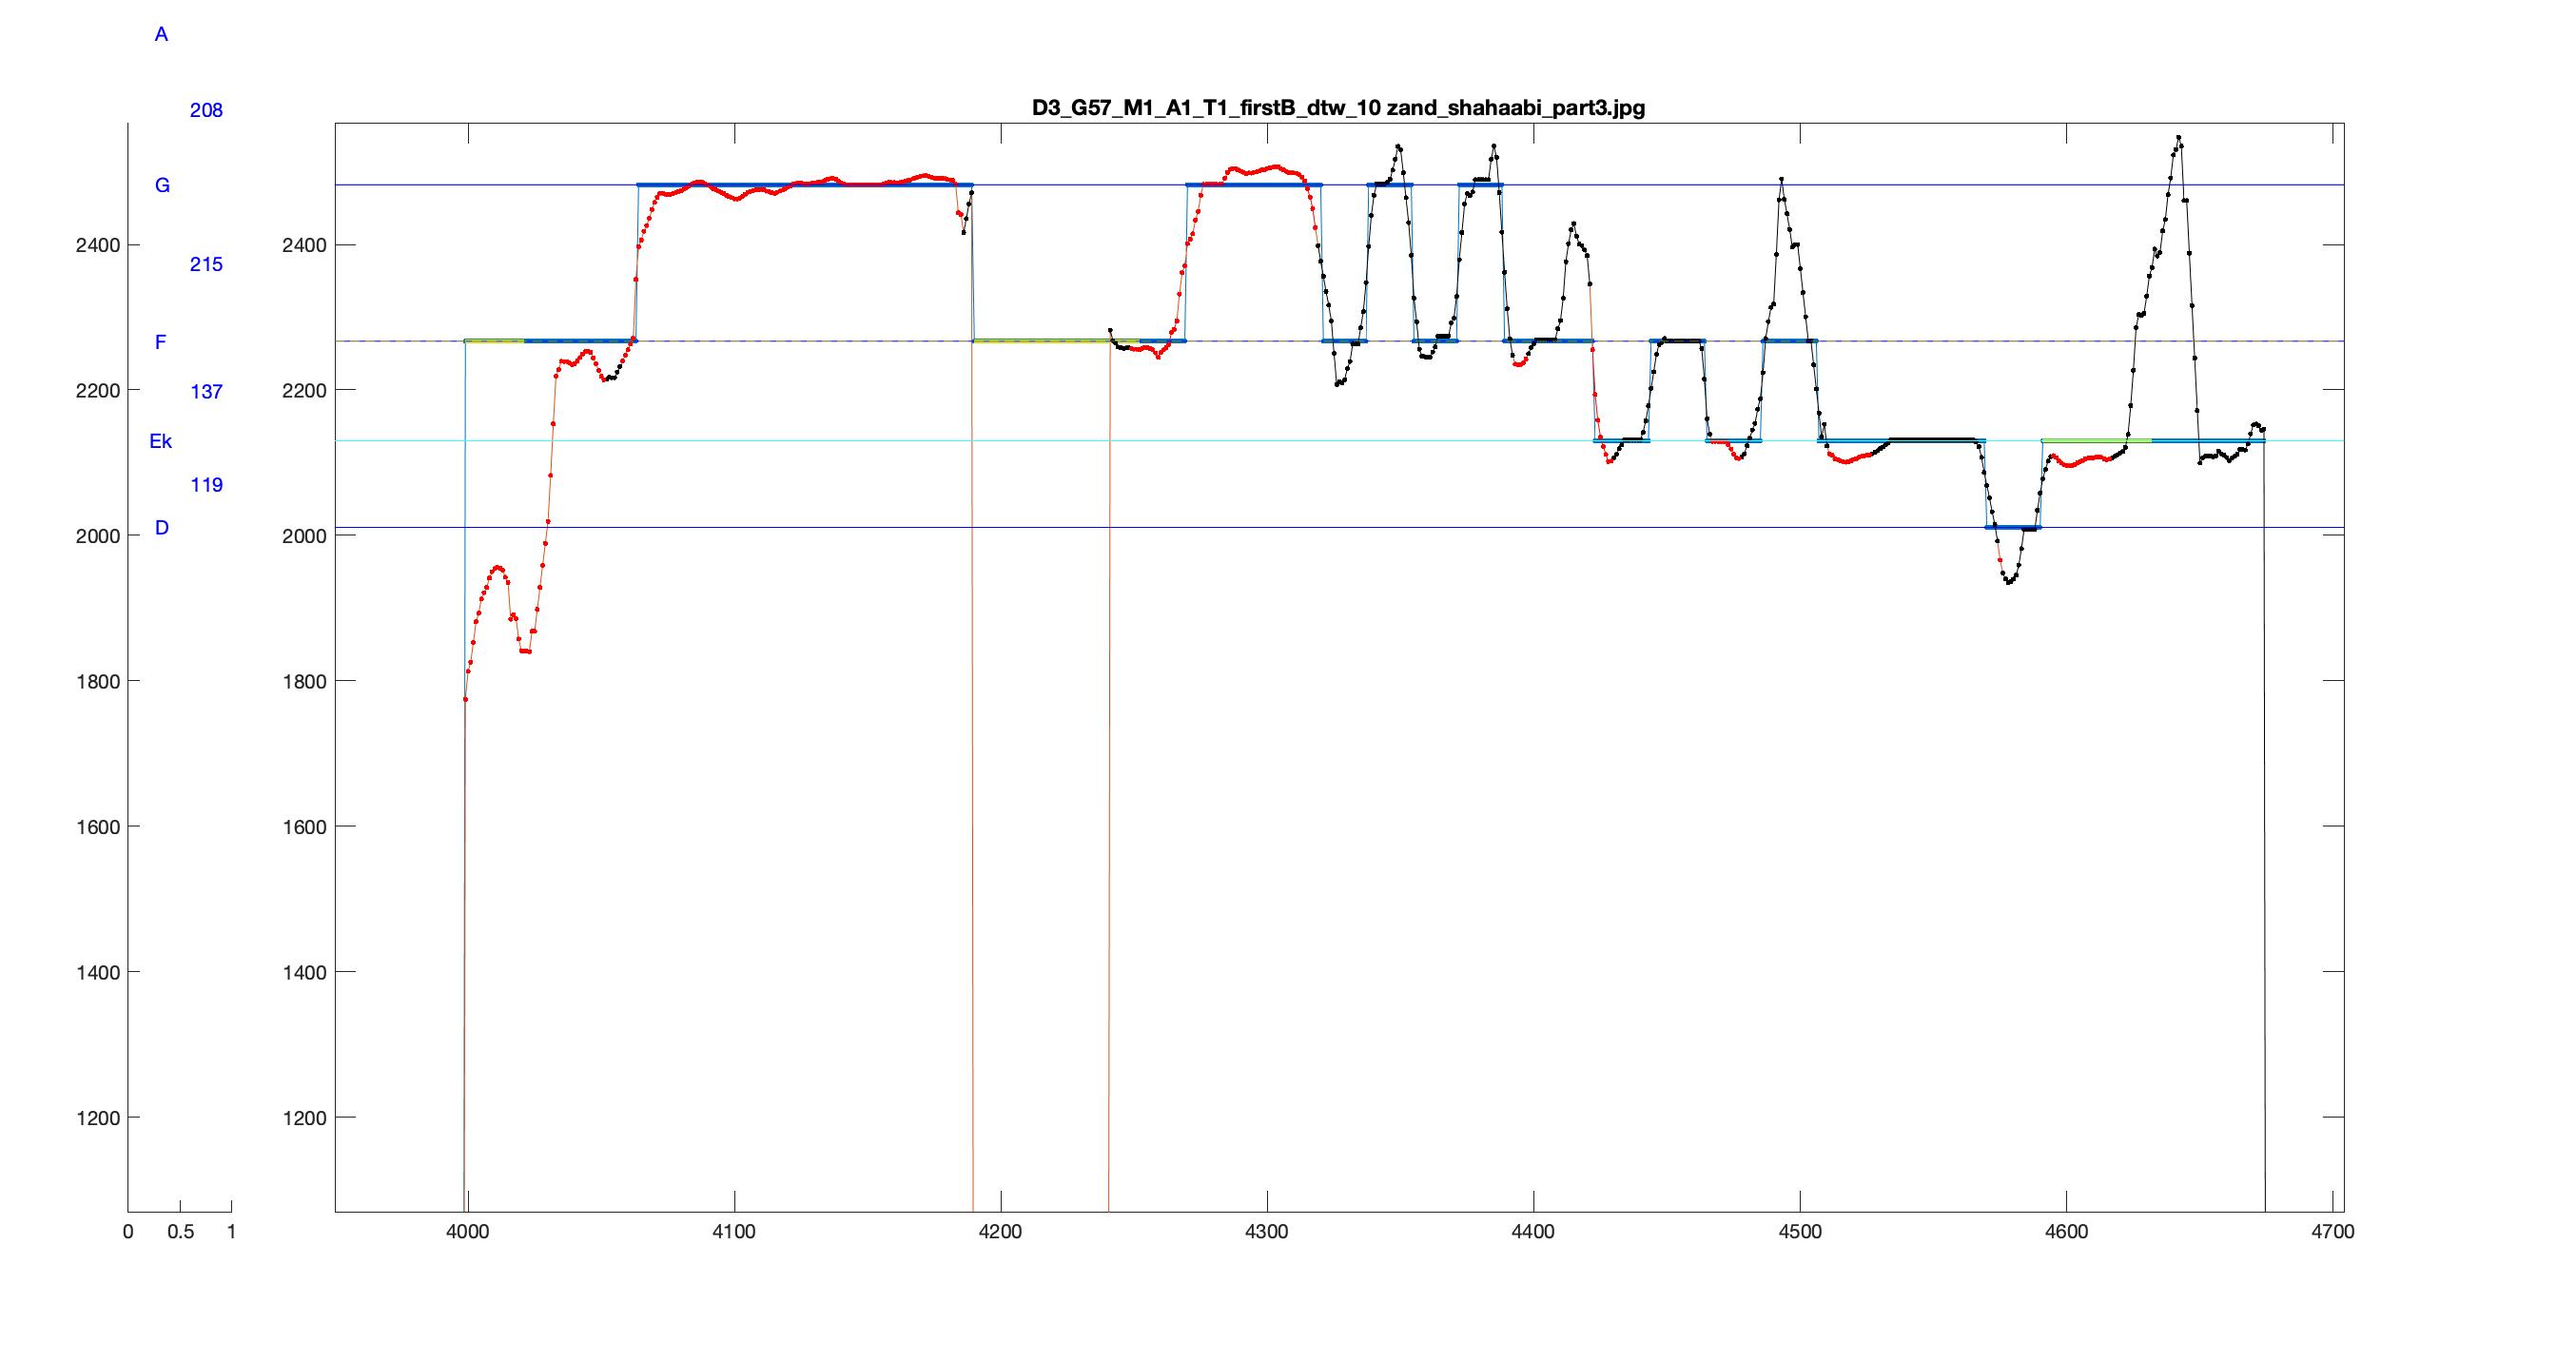 A
D3_G57_M1_A1_T1_firstB_dtw_10 zand_shahaabi_part3.jpg
208
G
2400 2400
215
F
2200 2200
137
Ek
119
D
2000 2000
1800 1800
1600 1600
1400 1400
1200 1200
0 0.5 1 4000 4100 4200 4300 4400 4500 4600 4700